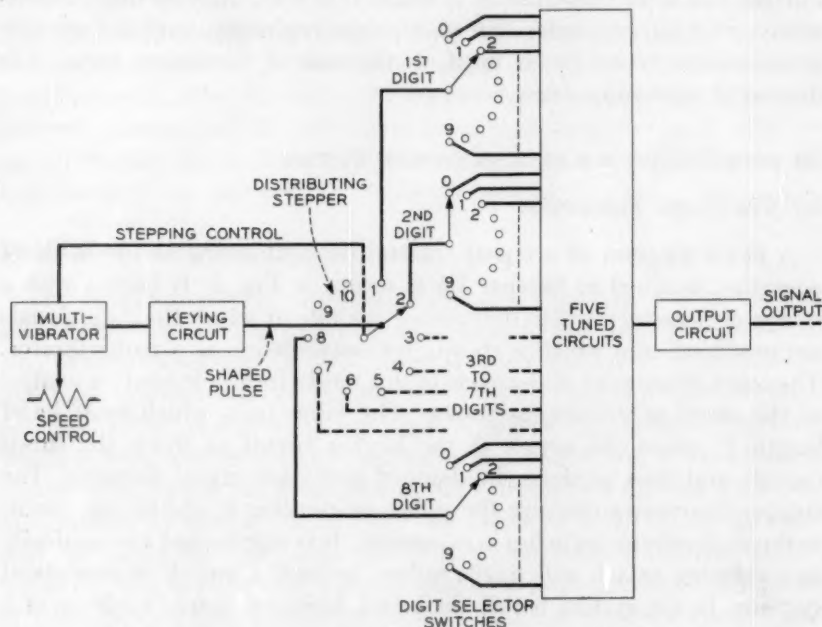 0
1
2
1ST
DIGIT
9
DISTRIBUTING
STEPPER
0
1
2
2ND
DIGIT
STEPPING CONTROL
10
1
2
9
9
MULTI-
VIBRATOR
KEYING
CIRCUIT
8
3
FIVE
TUNED
CIRCUITS
OUTPUT
CIRCUIT
SIGNAL
OUTPUT
SHAPED
PULSE
7
4
3RD
TO
7TH
DIGITS
6
5
SPEED
CONTROL
0
1
2
8TH
DIGIT
9
DIGIT SELECTOR
SWITCHES